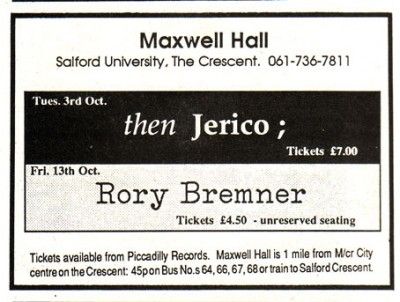 Maxwell Hall
Salford University, The Crescent. 061-736-7811
Tues. 3rd Oct.
then Jerico ;
Tickets £7.00
Fri. 13th Oct.
Rory Bremner
Tickets £4.50 - unreserved seating
Tickets available from Piccadilly Records. Maxwell Hall is 1 mile from M/cr City
centre on the Crescent: 45p on Bus No.s 64, 66, 67, 68 or train to Salford Crescent.